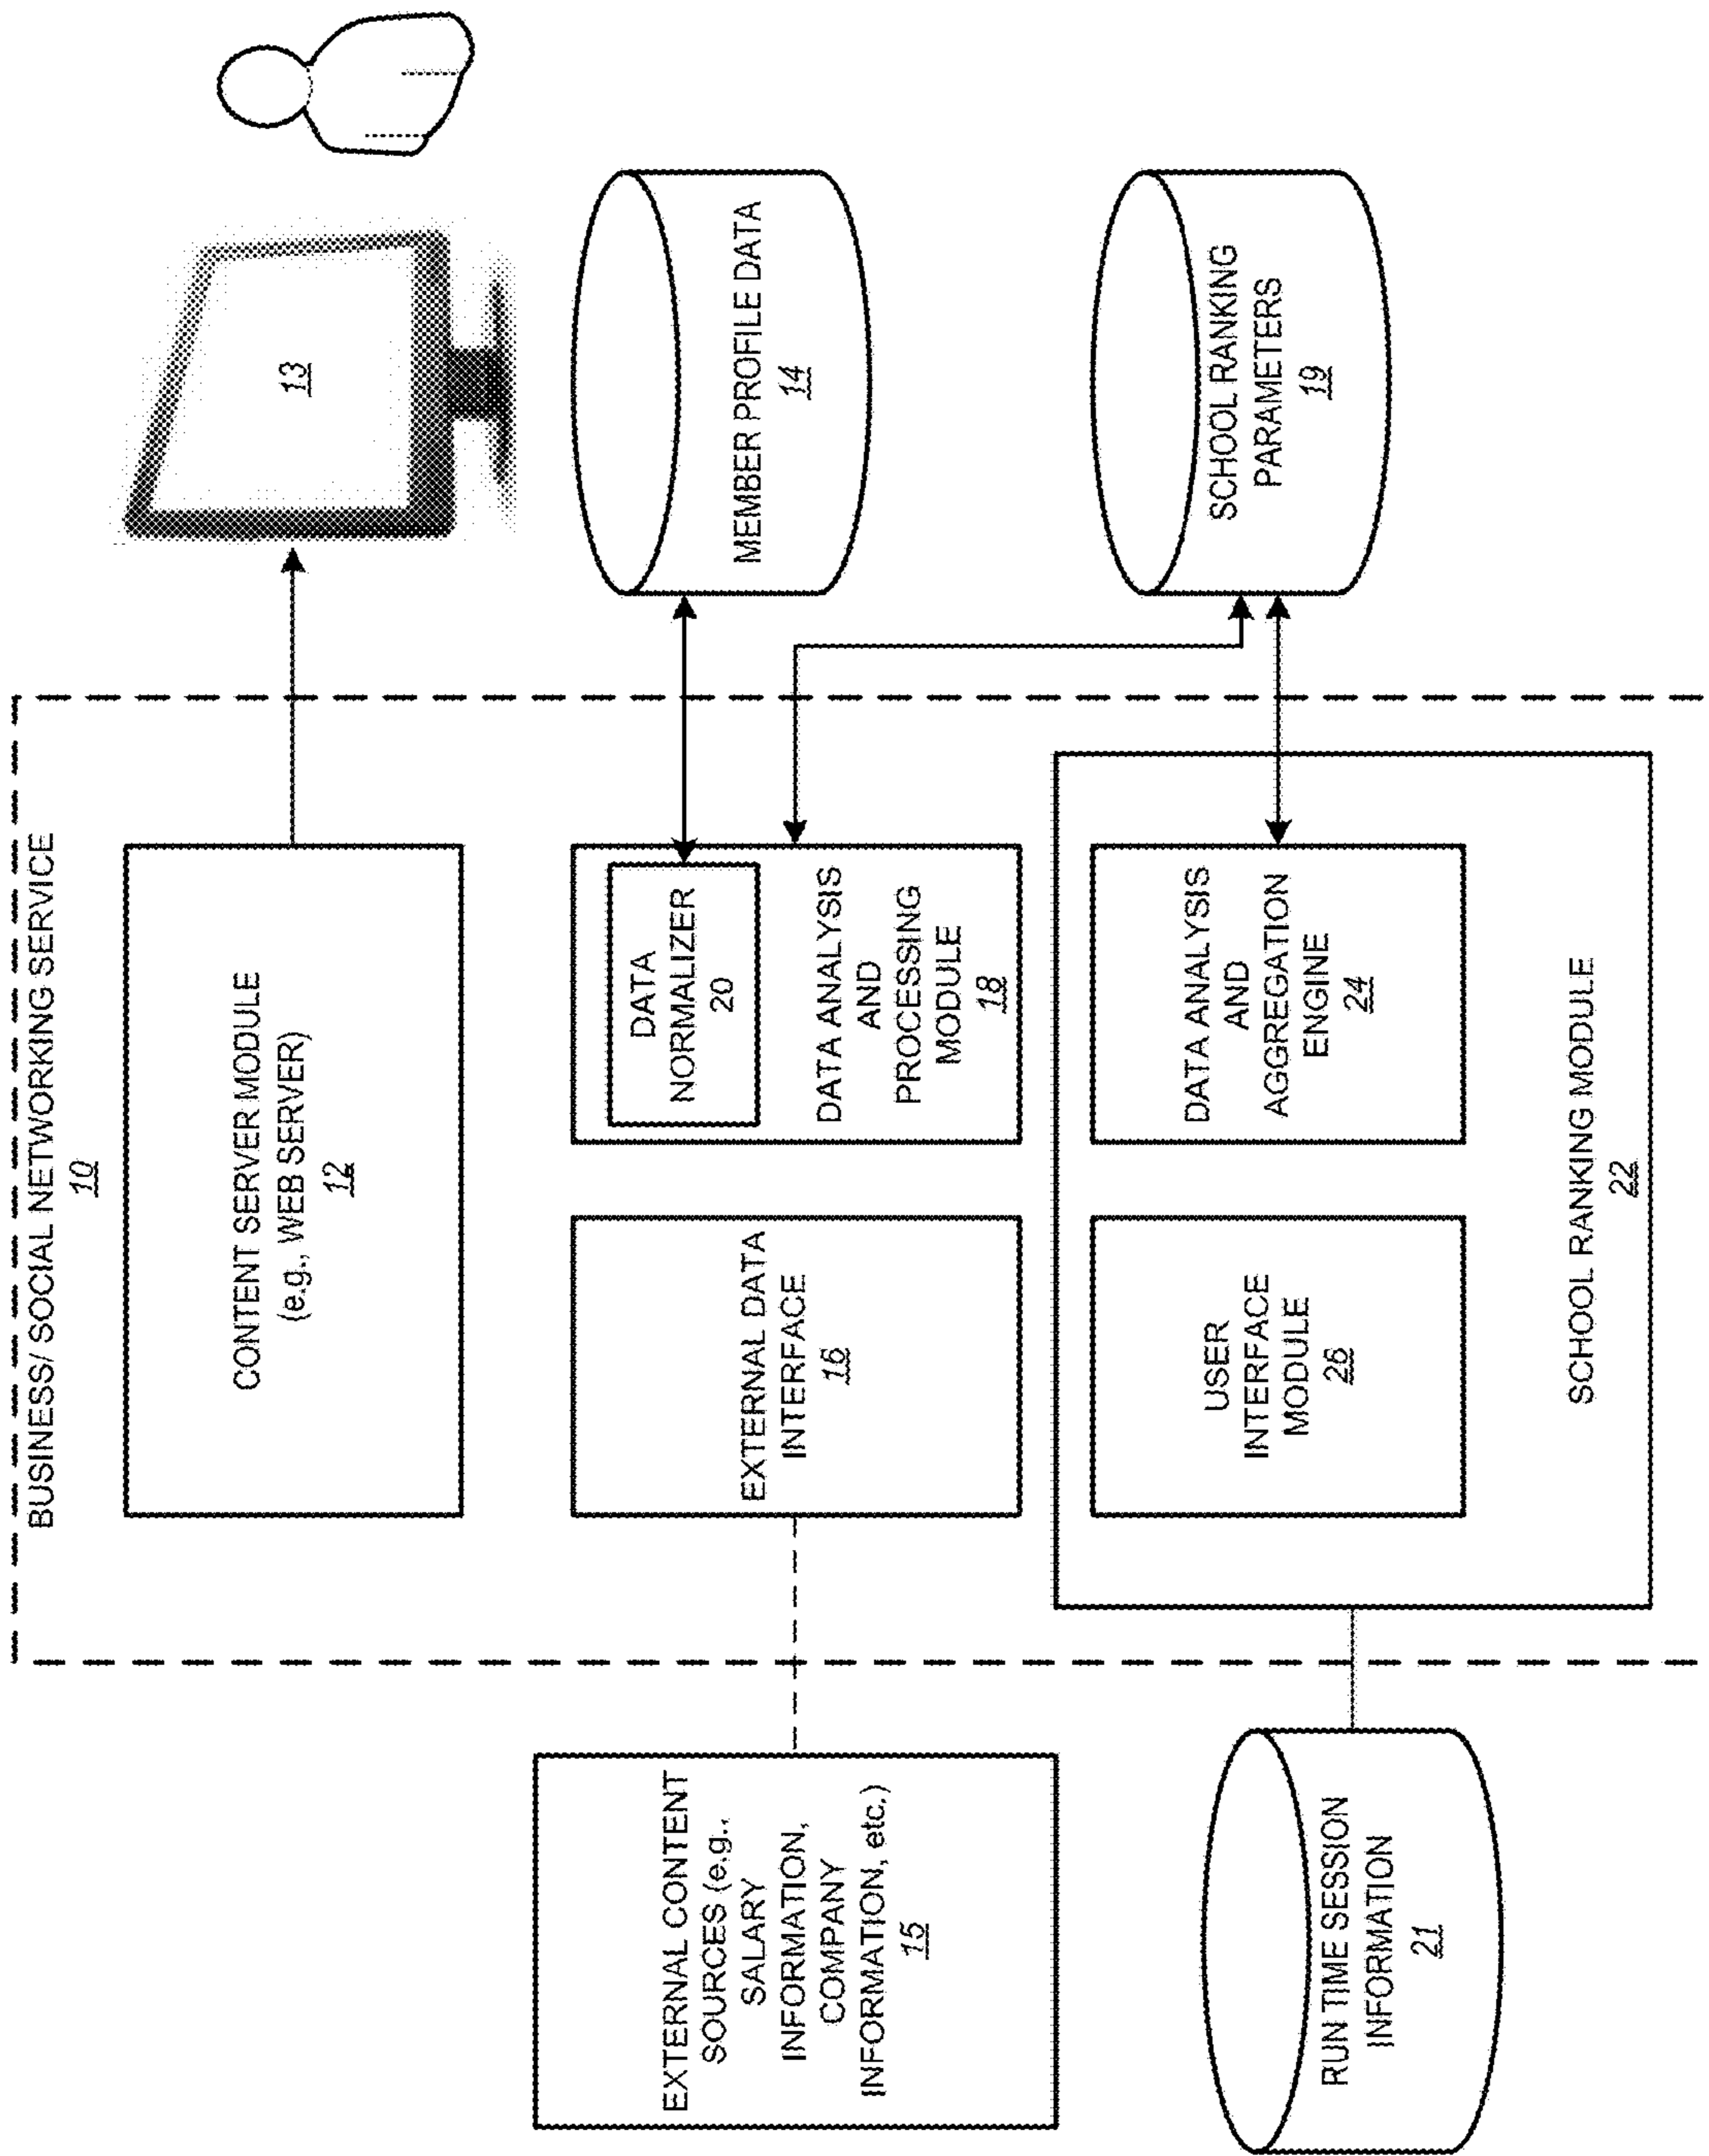 BUSINESS/ SOCIAL NETWORKING SERVICE
10
CONTENT SERVER MODULE
(e.g., WEB SERVER)
12
13
EXTERNAL CONTENT
SOURCES (e.g.,
SALARY
INFORMATION,
COMPANY
INFORMATION, etc.)
15
EXTERNAL DATA
INTERFACE
16
DATA
NORMALIZER
20
DATA ANALYSIS
AND
PROCESSING
MODULE
18
MEMBER PROFILE DATA
14
RUN TIME SESSION
INFORMATION
21
USER
INTERFACE
MODULE
26
DATA ANALYSIS
AND
AGGREGATION
ENGINE
24
SCHOOL RANKING MODULE
22
SCHOOL RANKING
PARAMETERS
19